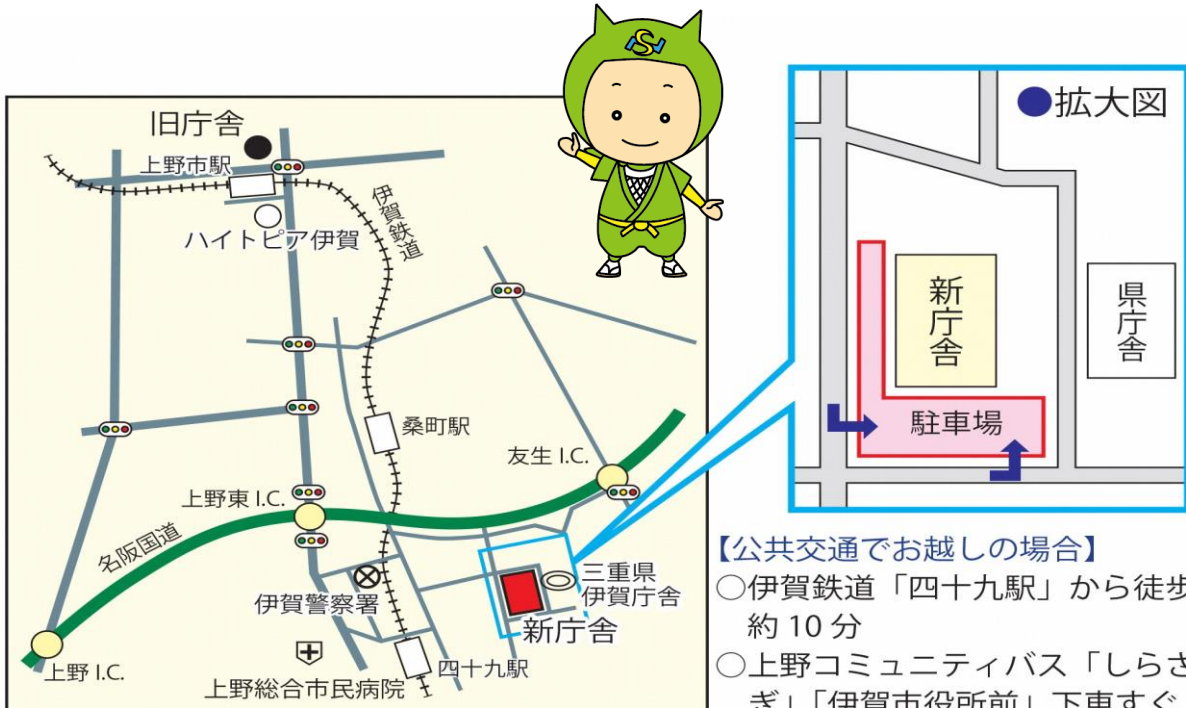 旧庁舎
上野市駅
ハイトピア伊賀
伊賀鉄道
桑町駅
友生 I.C.
上野東 I.C.
名阪国道
伊賀警察署
三重県
伊賀庁舎
新庁舎
上野 I.C.
上野総合市民病院
四十九駅
S
●拡大図
新庁舎
県庁舎
駐車場
【公共交通でお越しの場合】
○伊賀鉄道「四十九駅」から徒歩
約 10 分
○上野コミュニティバス「しらさ
ぎ」「伊賀市役所前」下車すぐ